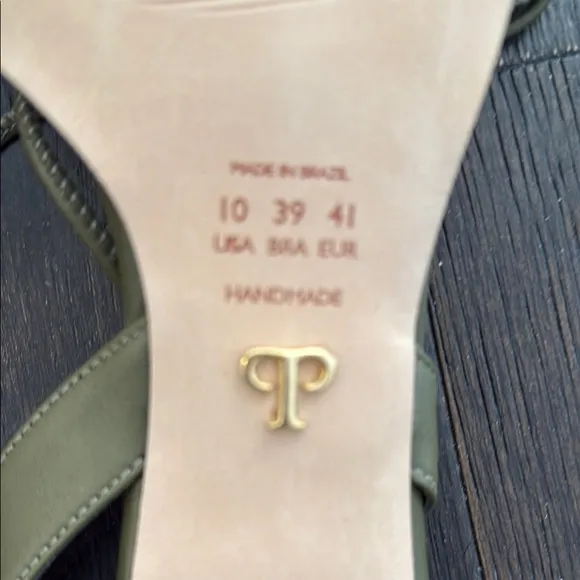 MADE IN BRAZIL
10 39 41
USA BRA EUR
HANDMADE